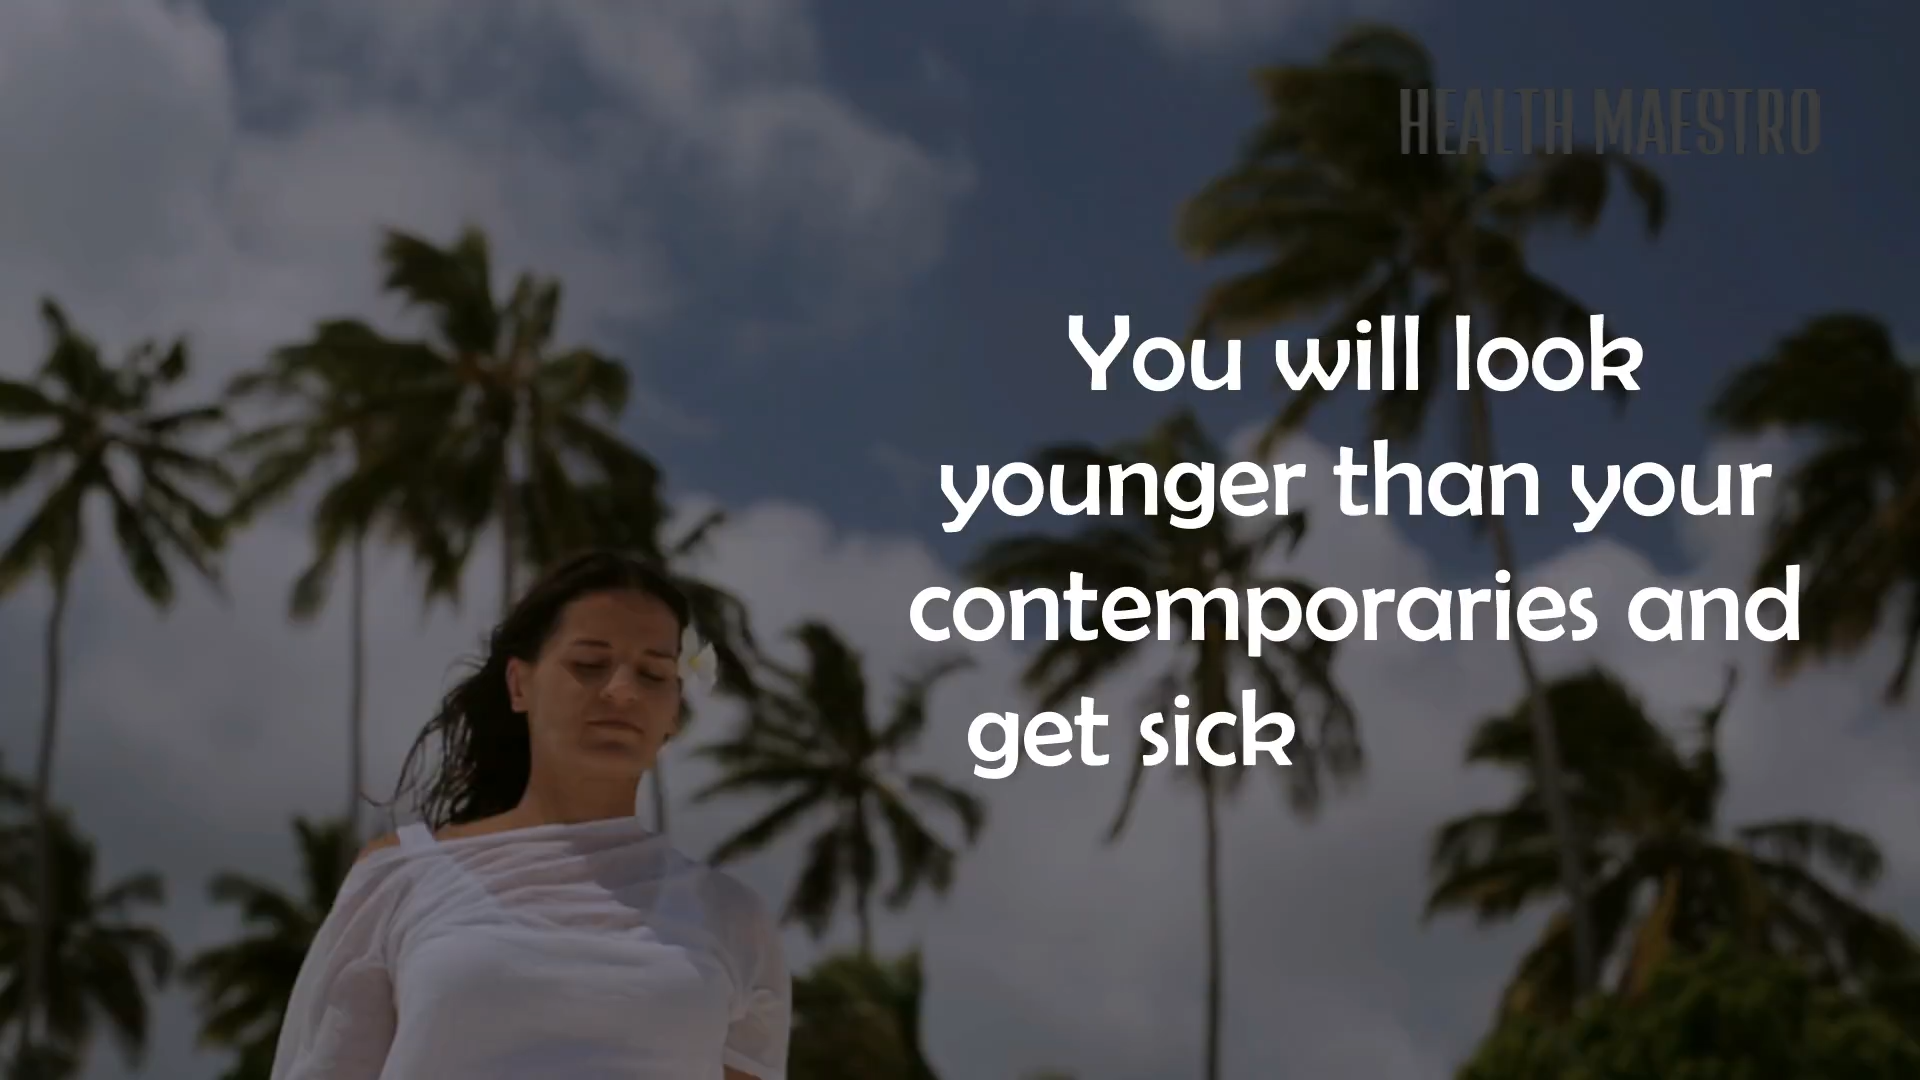 HEALTH MAESTRO
You will look
younger than your
contemporaries and
get sick